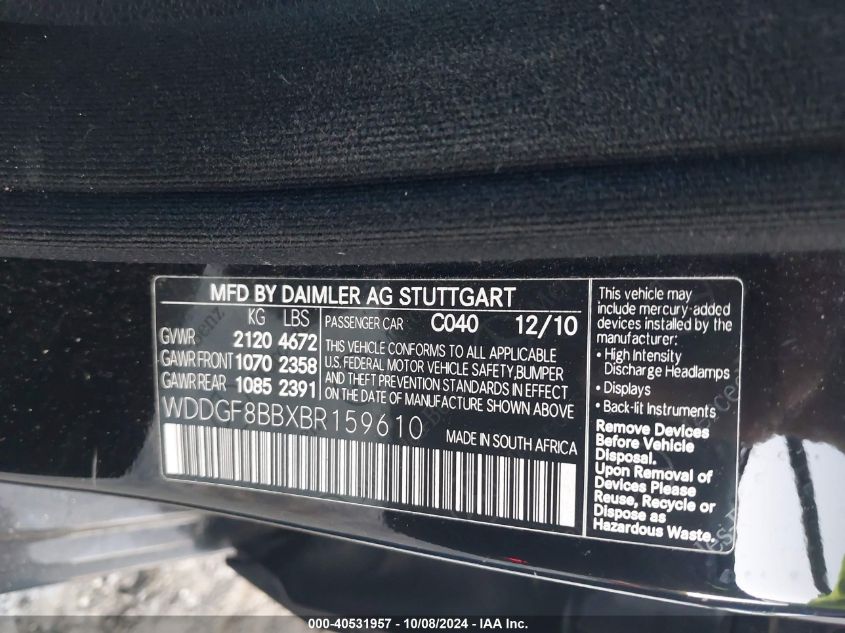 MFD BY DAIMLER AG STUTTGART
KG LBS
GVWR 2120 4672
GAWR FRONT 1070 2358
GAWR REAR 1085 2391
PASSENGER CAR C040 12/10
THIS VEHICLE CONFORMS TO ALL APPLICABLE
U.S. FEDERAL MOTOR VEHICLE SAFETY, BUMPER
AND THEFT PREVENTION STANDARDS IN EFFECT
ON THE DATE OF MANUFACTURE SHOWN ABOVE
WDDGF8BBXBR159610
MADE IN SOUTH AFRICA
This vehicle may
include mercury-added
devices installed by the
manufacturer:
• High Intensity
Discharge Headlamps
• Displays
• Back-lit Instruments
Remove Devices
Before Vehicle
Disposal.
Upon Removal of
Devices Please
Reuse, Recycle or
Dispose as
Hazardous Waste.
000-40531957 - 10/08/2024 - IAA Inc.